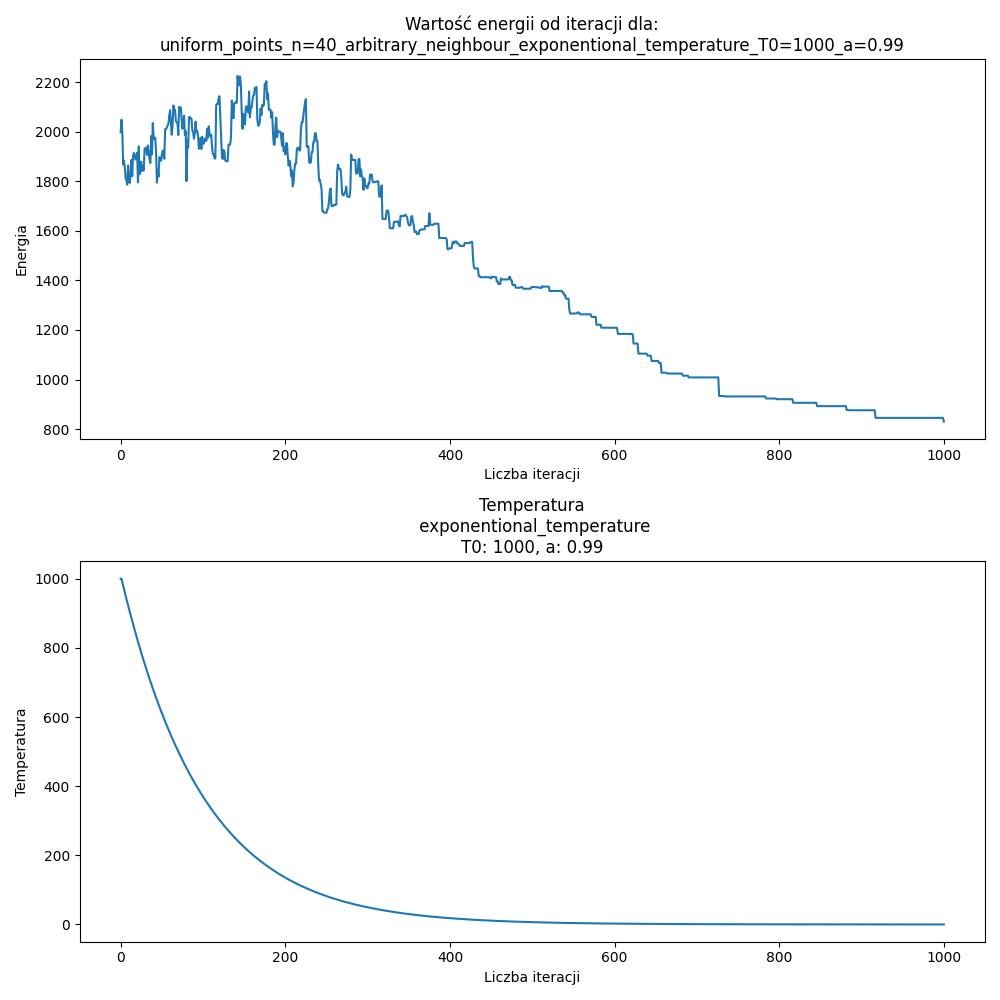 Wartość energii od iteracji dla:
uniform_points_n=40_arbitrary_neighbour_exponentional_temperature_T0=1000_a=0.99
2200
2000
1800
1600
1400
1200
1000
800
Energia
0 200 400 600 800 1000
Liczba iteracji
Temperatura
exponentional_temperature
T0: 1000, a: 0.99
1000
800
600
400
200
0
Temperatura
0 200 400 600 800 1000
Liczba iteracji